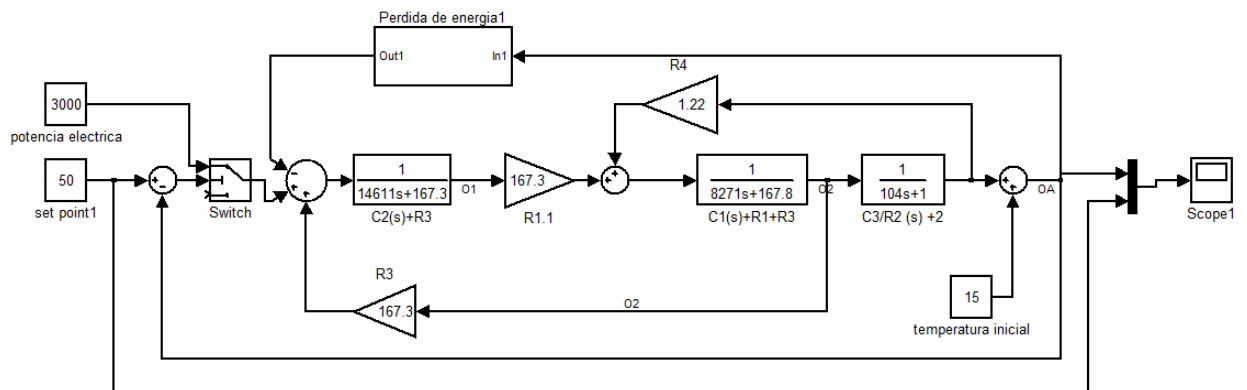 Perdida de energia1
Out1
In1
R4
1.22
3000
potencia electrica
50
set point1
Switch
1
14611s+167.3
C2(s)+R3
O1
167.3
R1.1
1
8271s+167.8
C1(s)+R1+R3
O2
1
104s+1
C3/R2 (s) +2
OA
Scope1
R3
167.3
O2
15
temperatura inicial